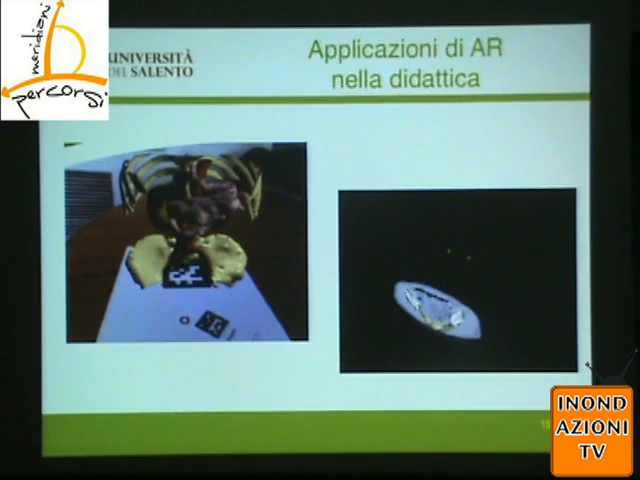 meridiani
percorsi
UNIVERSITÀ
DEL SALENTO
Applicazioni di AR
nella didattica
INOND
AZIONI
TV